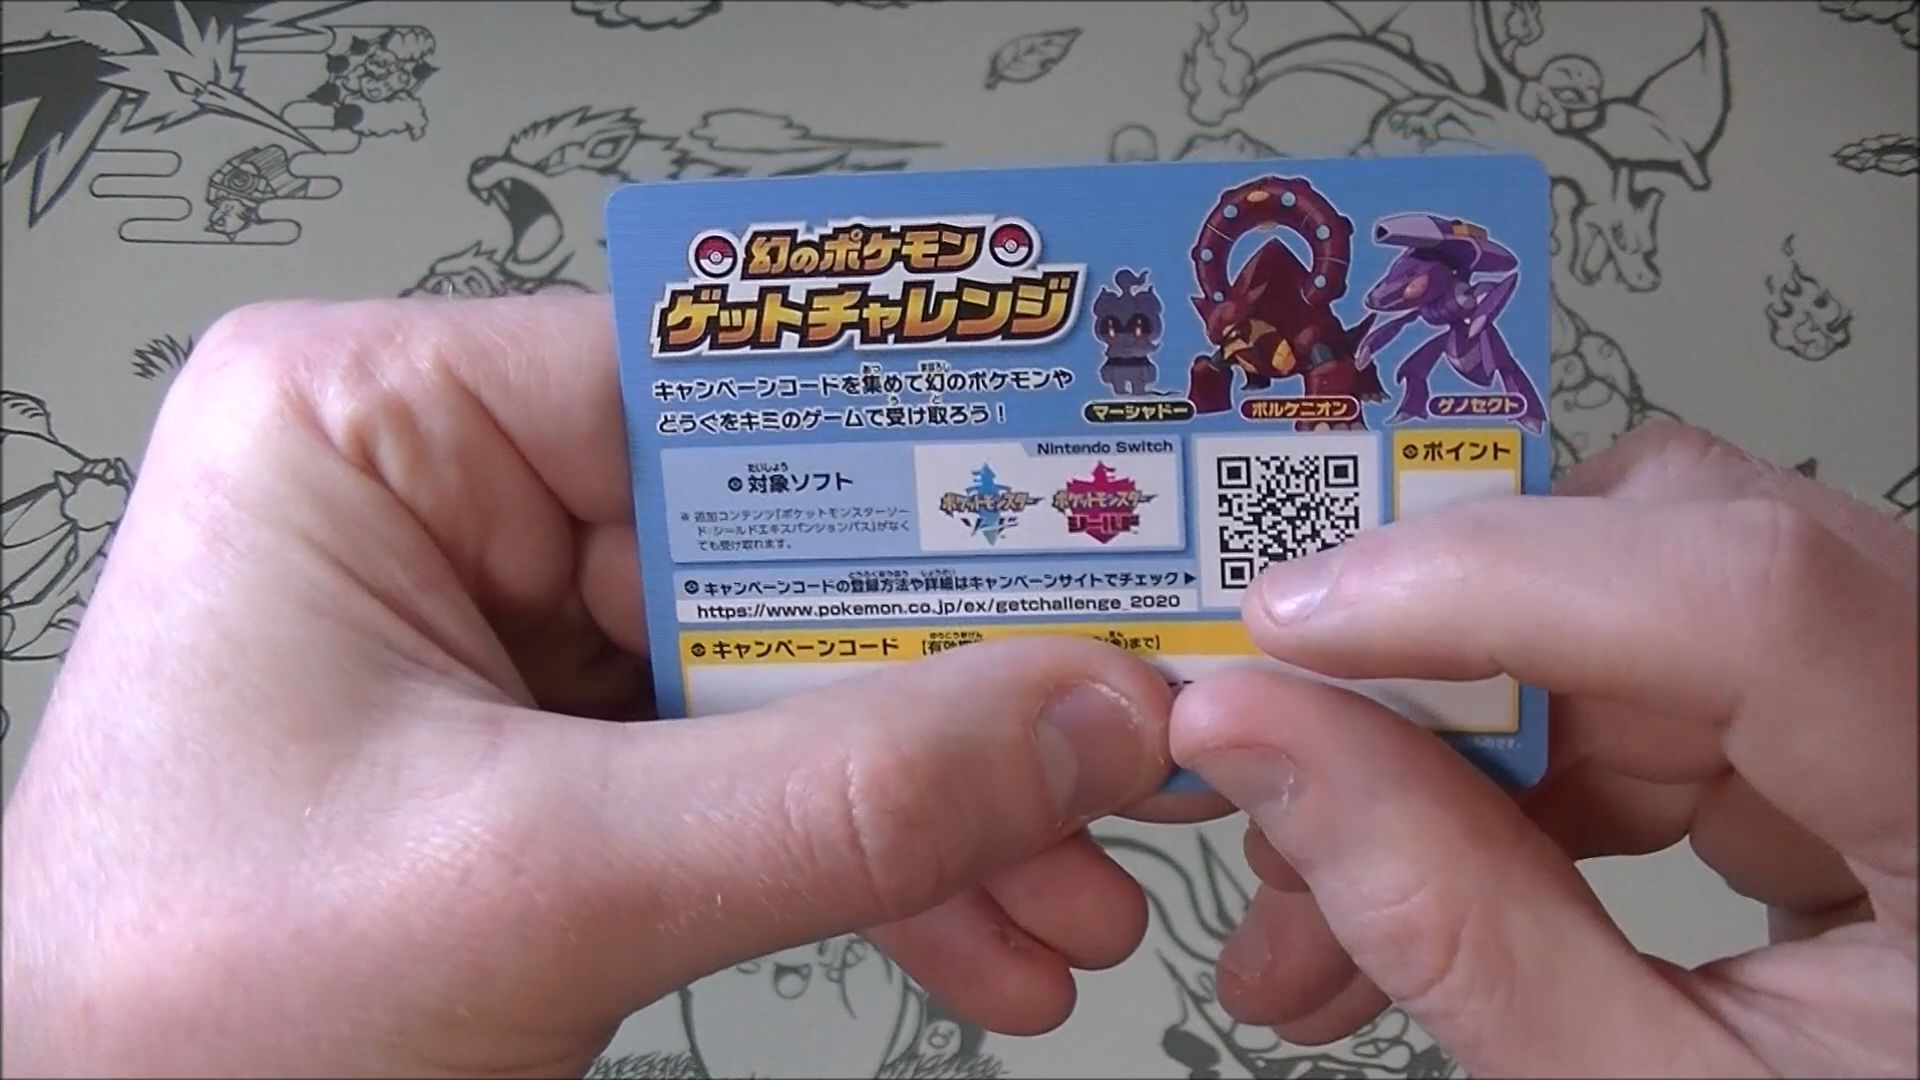 幻のポケモン
ゲットチャレンジ
キャンペーンコードを集めて幻のポケモンや
どうぐをキミのゲームで受け取ろう!
マーシャドー
ボルケニオン
ゲノセクト
対象ソフト
※追加コンテンツ「ポケットモンスターソー
ド・シールドエキスパンションパス」がなく
ても受け取れます。
Nintendo Switch
ポケットモンスター
ソード
ポケットモンスター
シールド
ポイント
キャンペーンコードの登録方法や詳細はキャンペーンサイトでチェック▶
https://www.pokemon.co.jp/ex/getchallenge_2020
キャンペーンコード
まで】